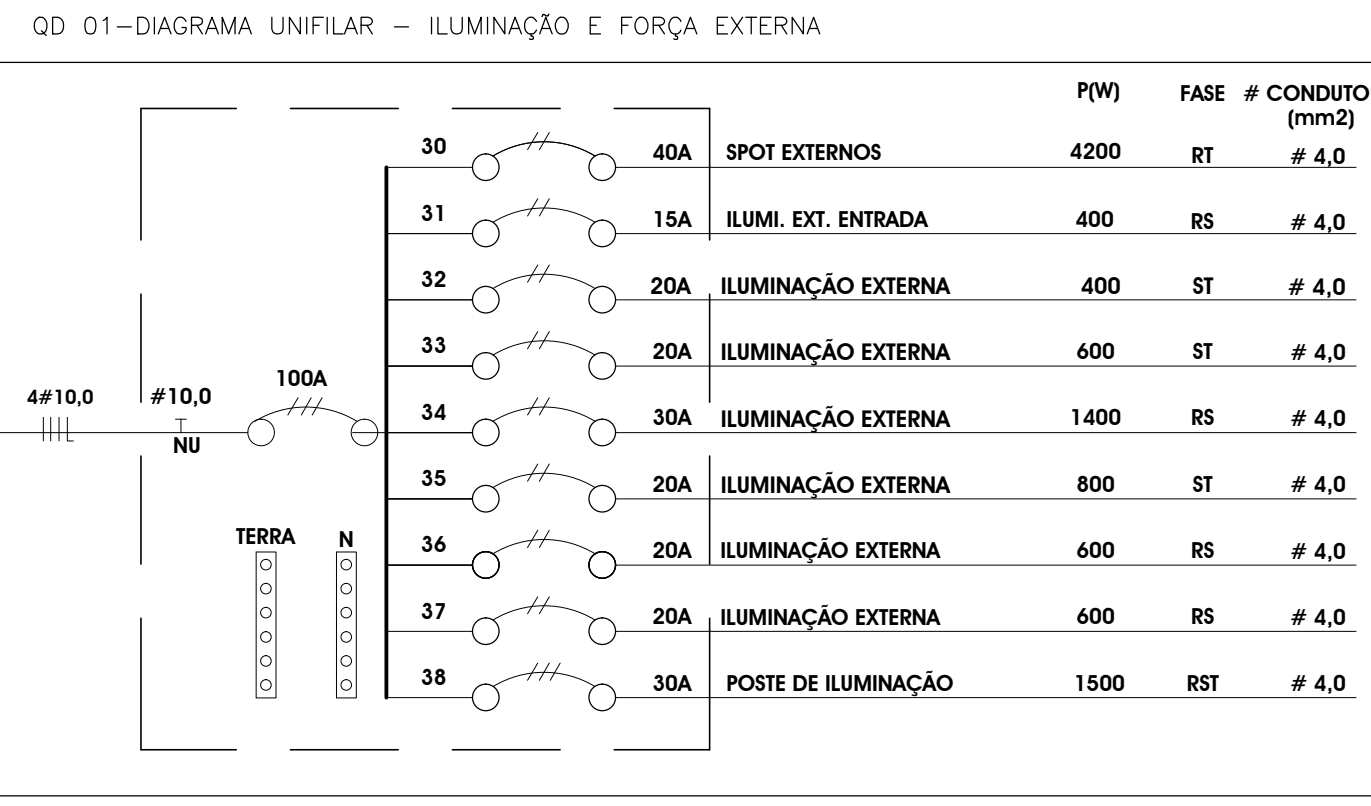 QD 01-DIAGRAMA UNIFILAR - ILUMINAÇÃO E FORÇA EXTERNA
P(W) FASE # CONDUTO
(mm2)
30 40A SPOT EXTERNOS 4200 RT # 4,0
31 15A ILUMI. EXT. ENTRADA 400 RS # 4,0
32 20A ILUMINAÇÃO EXTERNA 400 ST # 4,0
33 20A ILUMINAÇÃO EXTERNA 600 ST # 4,0
4#10,0 #10,0 100A
NU
34 30A ILUMINAÇÃO EXTERNA 1400 RS # 4,0
35 20A ILUMINAÇÃO EXTERNA 800 ST # 4,0
TERRA N
36 20A ILUMINAÇÃO EXTERNA 600 RS # 4,0
37 20A ILUMINAÇÃO EXTERNA 600 RS # 4,0
38 30A POSTE DE ILUMINAÇÃO 1500 RST # 4,0